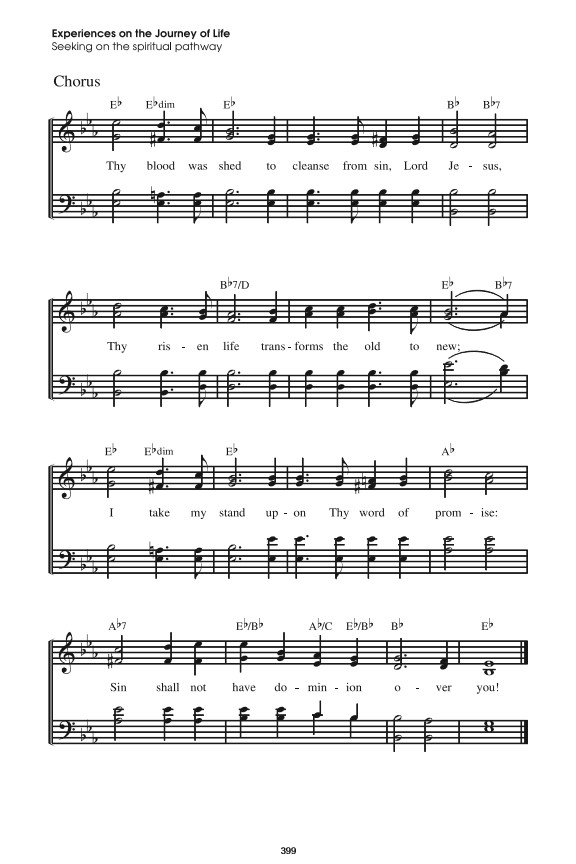 Experiences on the Journey of Life
Seeking on the spiritual pathway
Chorus
E♭ E♭dim E♭ B♭ B♭7
Thy blood was shed to cleanse from sin, Lord Je - sus,
B♭7/D E♭ B♭7
Thy ris - en life trans - forms the old to new;
E♭ E♭dim E♭ A♭
I take my stand up - on Thy word of prom - ise:
A♭7 E♭/B♭ A♭/C E♭/B♭ B♭ E♭
Sin shall not have do - min - ion o - ver you!
399